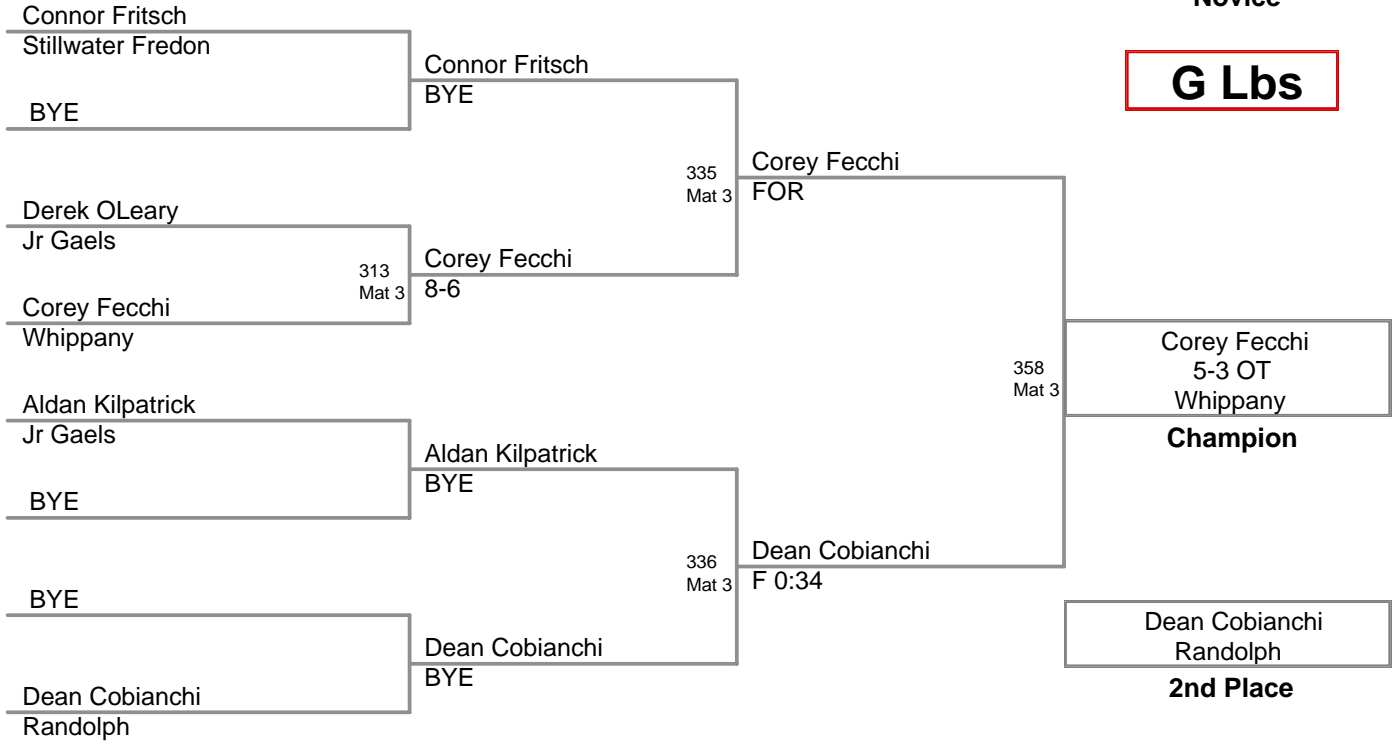 Novice
G Lbs
Connor Fritsch
Stillwater Fredon
BYE
Derek OLeary
Jr Gaels
Corey Fecchi
Whippany
Aldan Kilpatrick
Jr Gaels
BYE
BYE
Dean Cobianchi
Randolph
Connor Fritsch
BYE
313
Mat 3
Corey Fecchi
8-6
Aldan Kilpatrick
BYE
Dean Cobianchi
BYE
335
Mat 3
Corey Fecchi
FOR
336
Mat 3
Dean Cobianchi
F 0:34
358
Mat 3
Corey Fecchi
5-3 OT
Whippany
Champion
Dean Cobianchi
Randolph
2nd Place